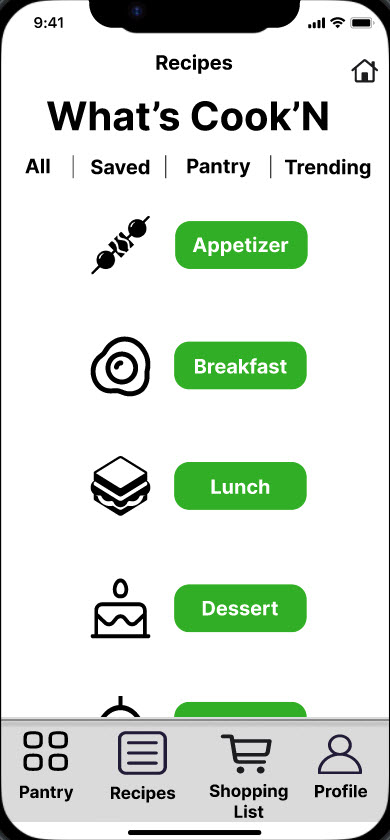 9:41
Recipes
What’s Cook’N
All | Saved | Pantry | Trending
Appetizer
Breakfast
Lunch
Dessert
Pantry Recipes Shopping List Profile